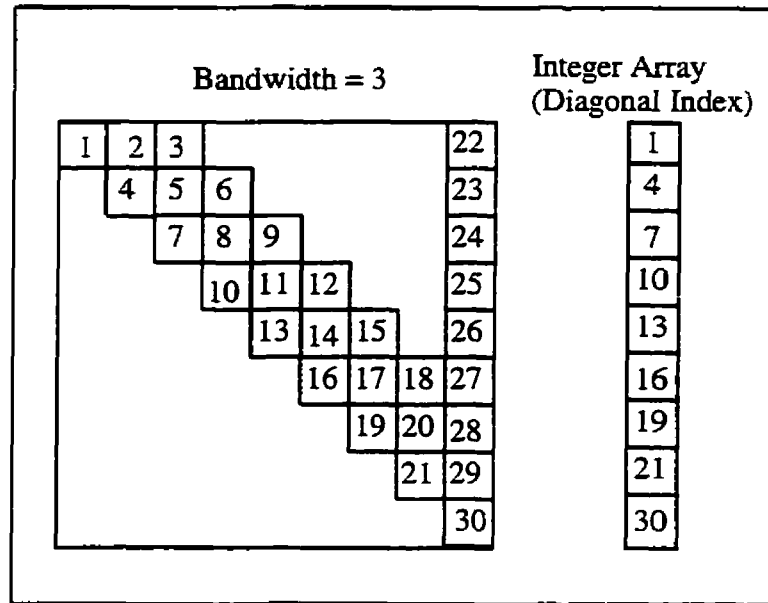 Bandwidth = 3
Integer Array
(Diagonal Index)
1 2 3 22 1
4 5 6 23 4
7 8 9 24 7
10 11 12 25 10
13 14 15 26 13
16 17 18 27 16
19 20 28 19
21 29 21
30 30